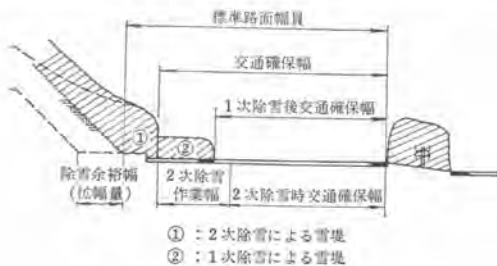 標準路面幅員
交通確保幅
1次除雪後交通確保幅
①
②
中
除雪余裕幅
(拡幅量)
2次除雪
作業幅
2次除雪時交通確保幅
①：2次除雪による雪堤
②：1次除雪による雪堤